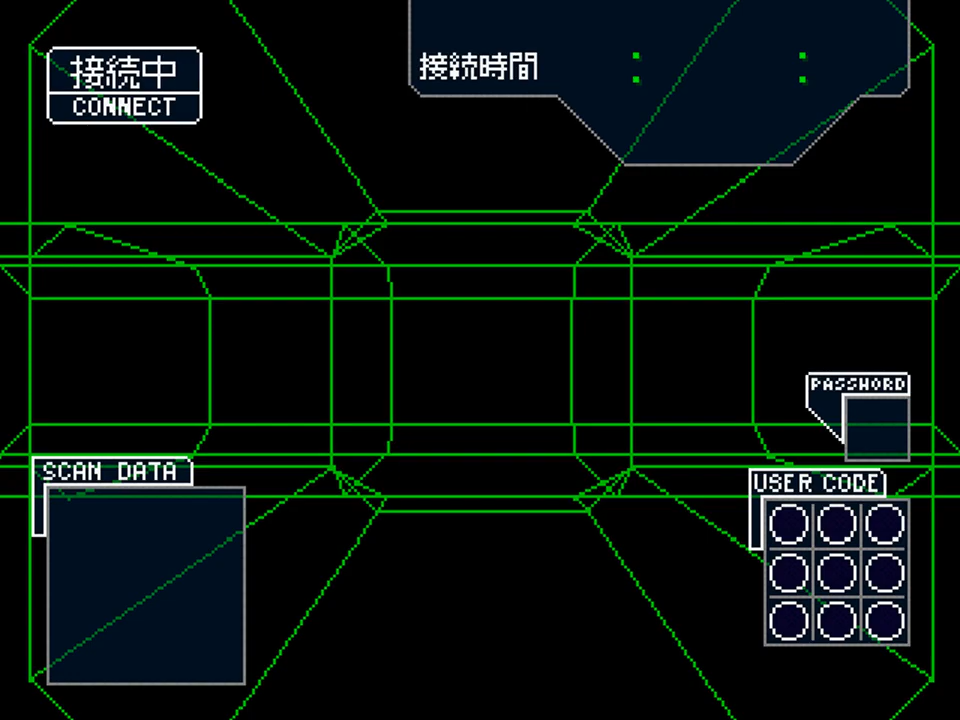 接続中
CONNECT
接続時間
: :
PASSWORD
SCAN DATA
USER CODE